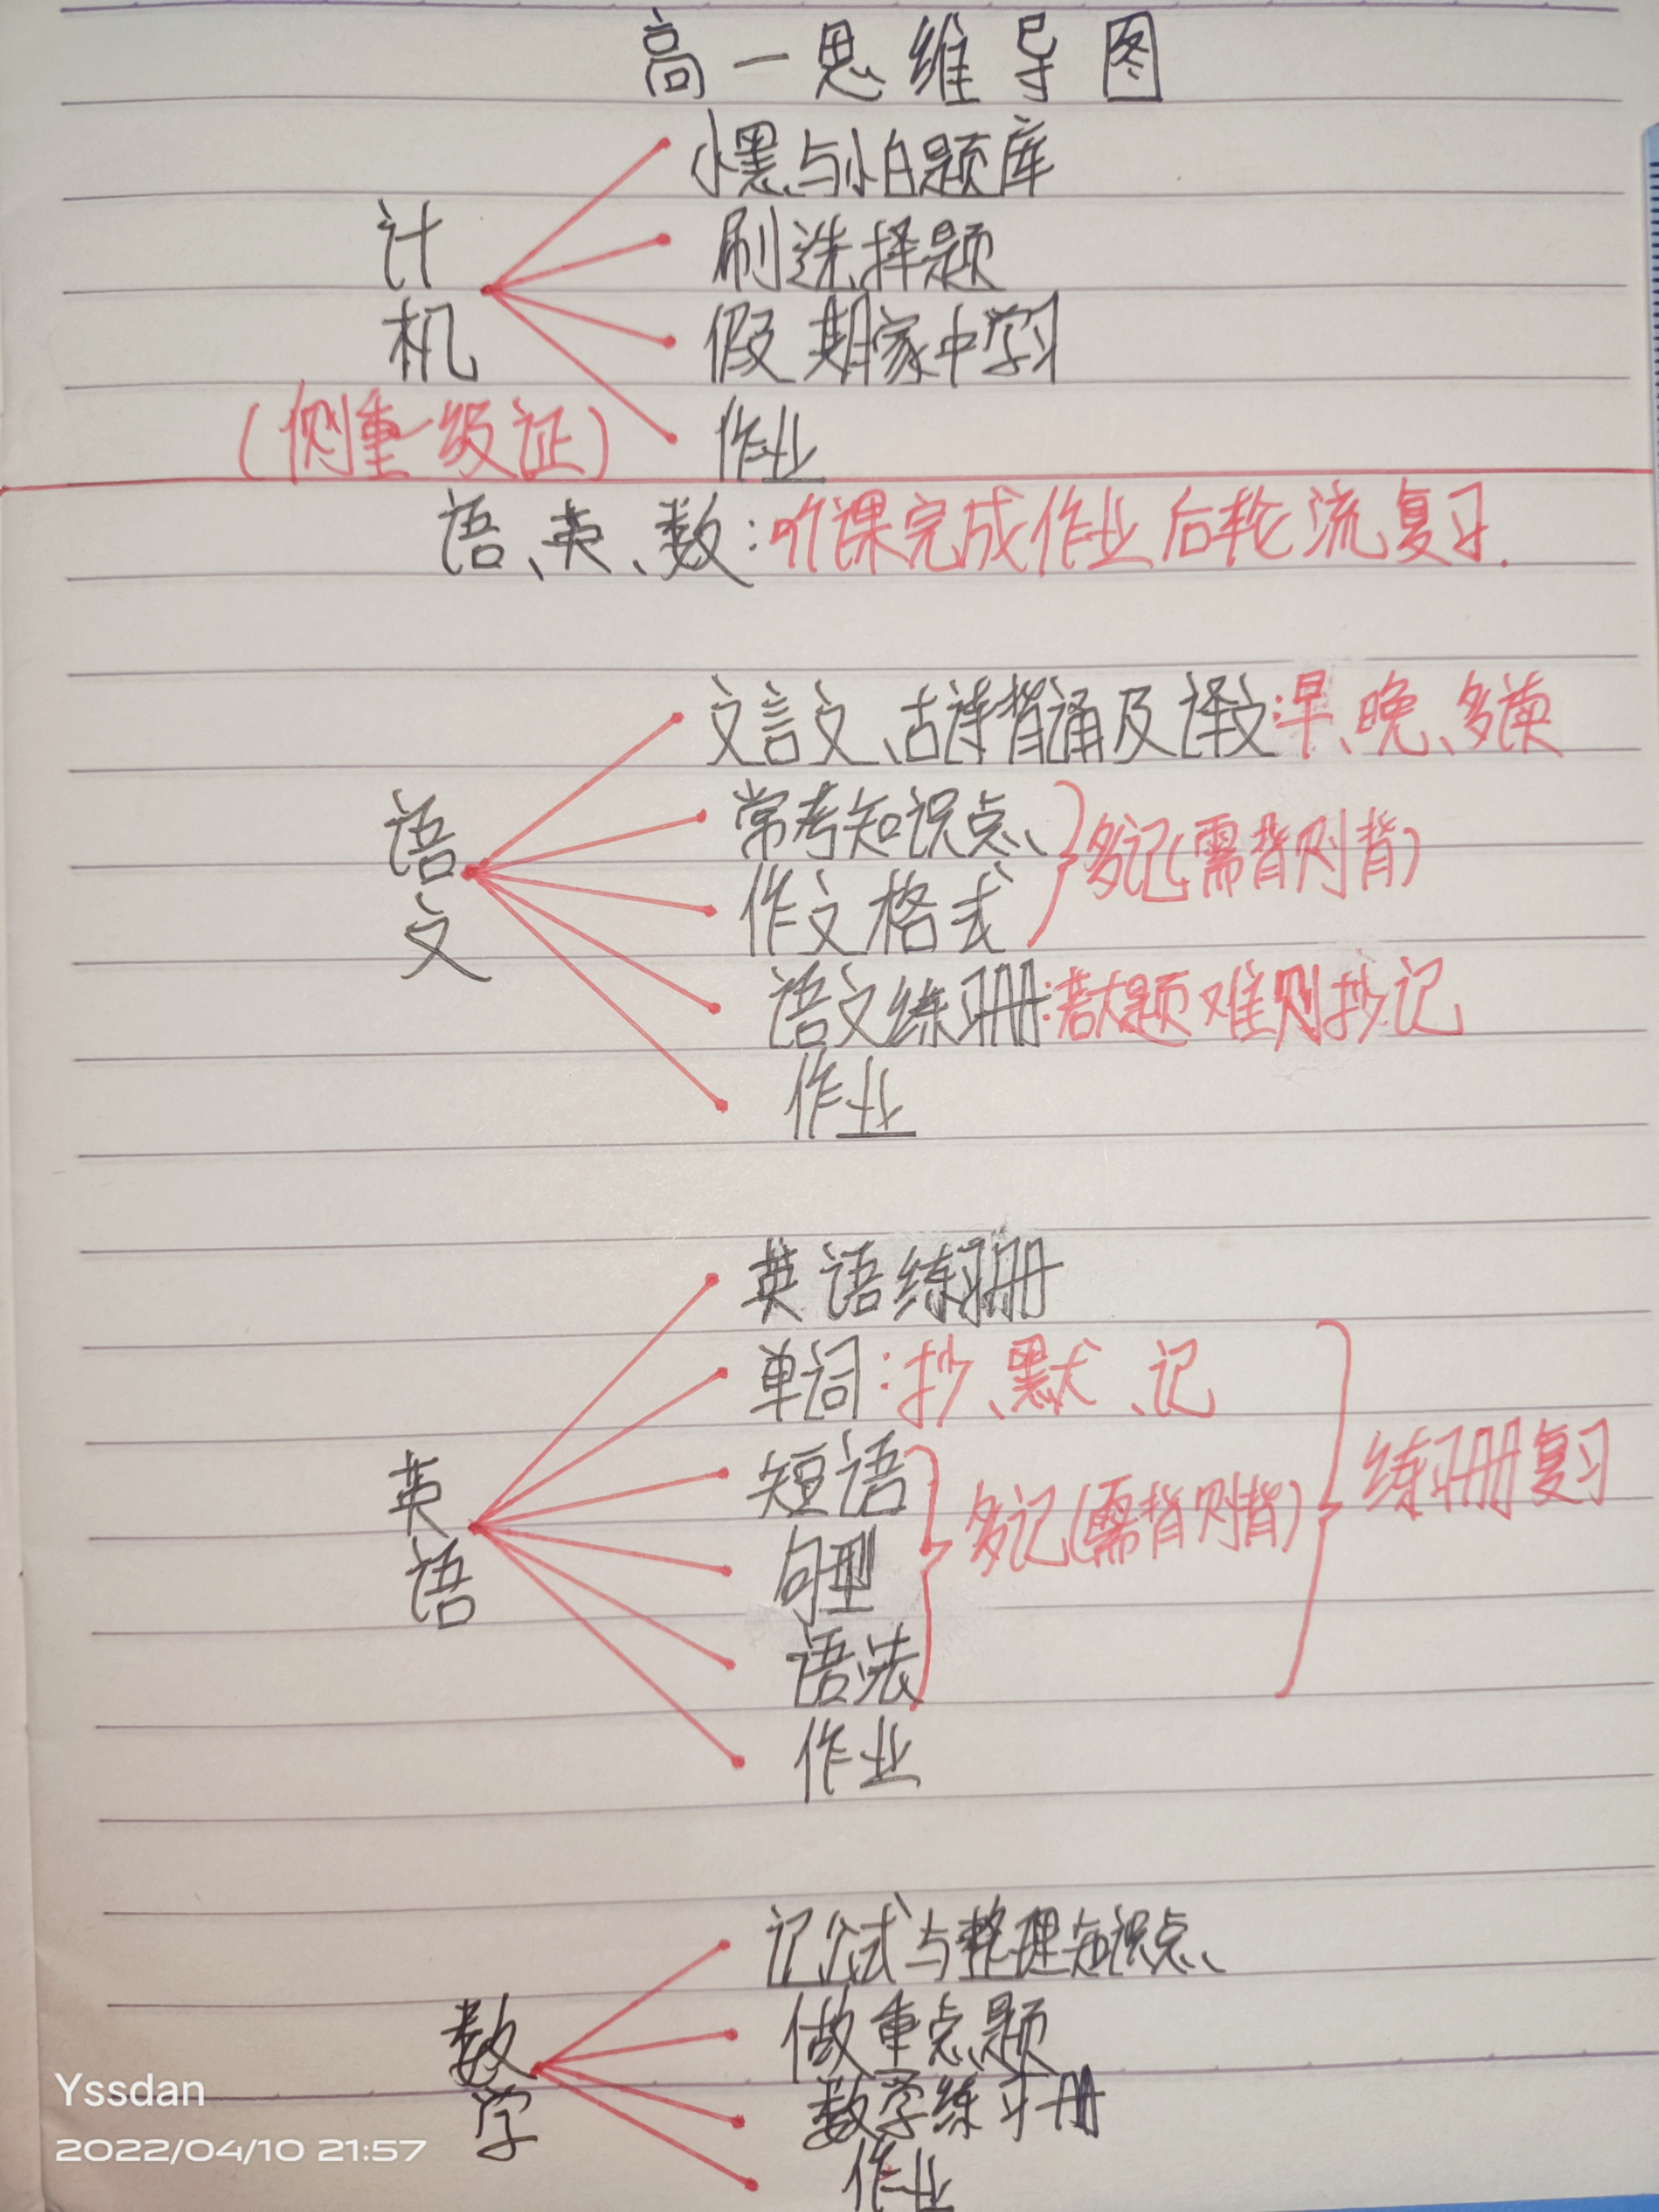 高一思维导图
小黑与小白题库
计机
刷选择题
假期家中学习
(侧重一级证)
作业
语、英、数:听课完成作业后轮流复习.
语文
文言文、古诗背诵及译文:早、晚、多读
常考知识点、
作文格式
多记(需背则背)
语文练习册:若大题难则抄记
作业
英语
英语练习册
单词:抄、默、记
短语
句型
语法
多记(需背则背)
练习册复习
作业
数学
记公式与整理知识点、
做重点题
数学练习册
作业
Yssdan
2022/04/10 21:57